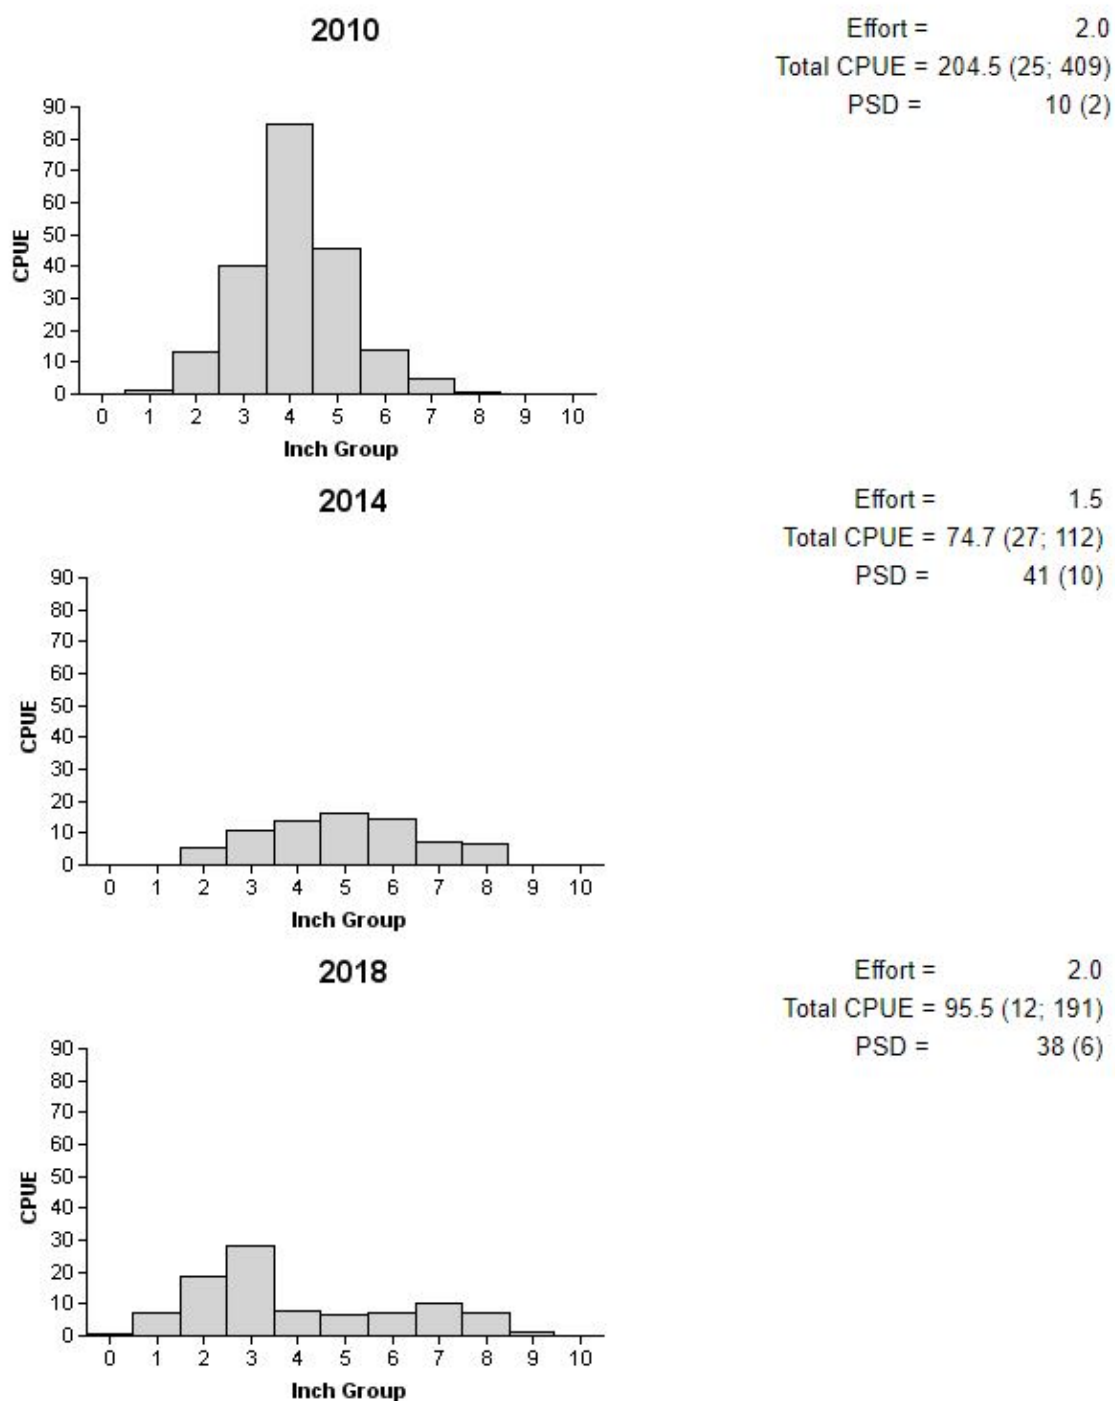 2010
Effort = 2.0
Total CPUE = 204.5 (25; 409)
PSD = 10 (2)
90
80
70
60
50
40
30
20
10
0
CPUE
0 1 2 3 4 5 6 7 8 9 10
Inch Group
2014
Effort = 1.5
Total CPUE = 74.7 (27; 112)
PSD = 41 (10)
90
80
70
60
50
40
30
20
10
0
CPUE
0 1 2 3 4 5 6 7 8 9 10
Inch Group
2018
Effort = 2.0
Total CPUE = 95.5 (12; 191)
PSD = 38 (6)
90
80
70
60
50
40
30
20
10
0
CPUE
0 1 2 3 4 5 6 7 8 9 10
Inch Group